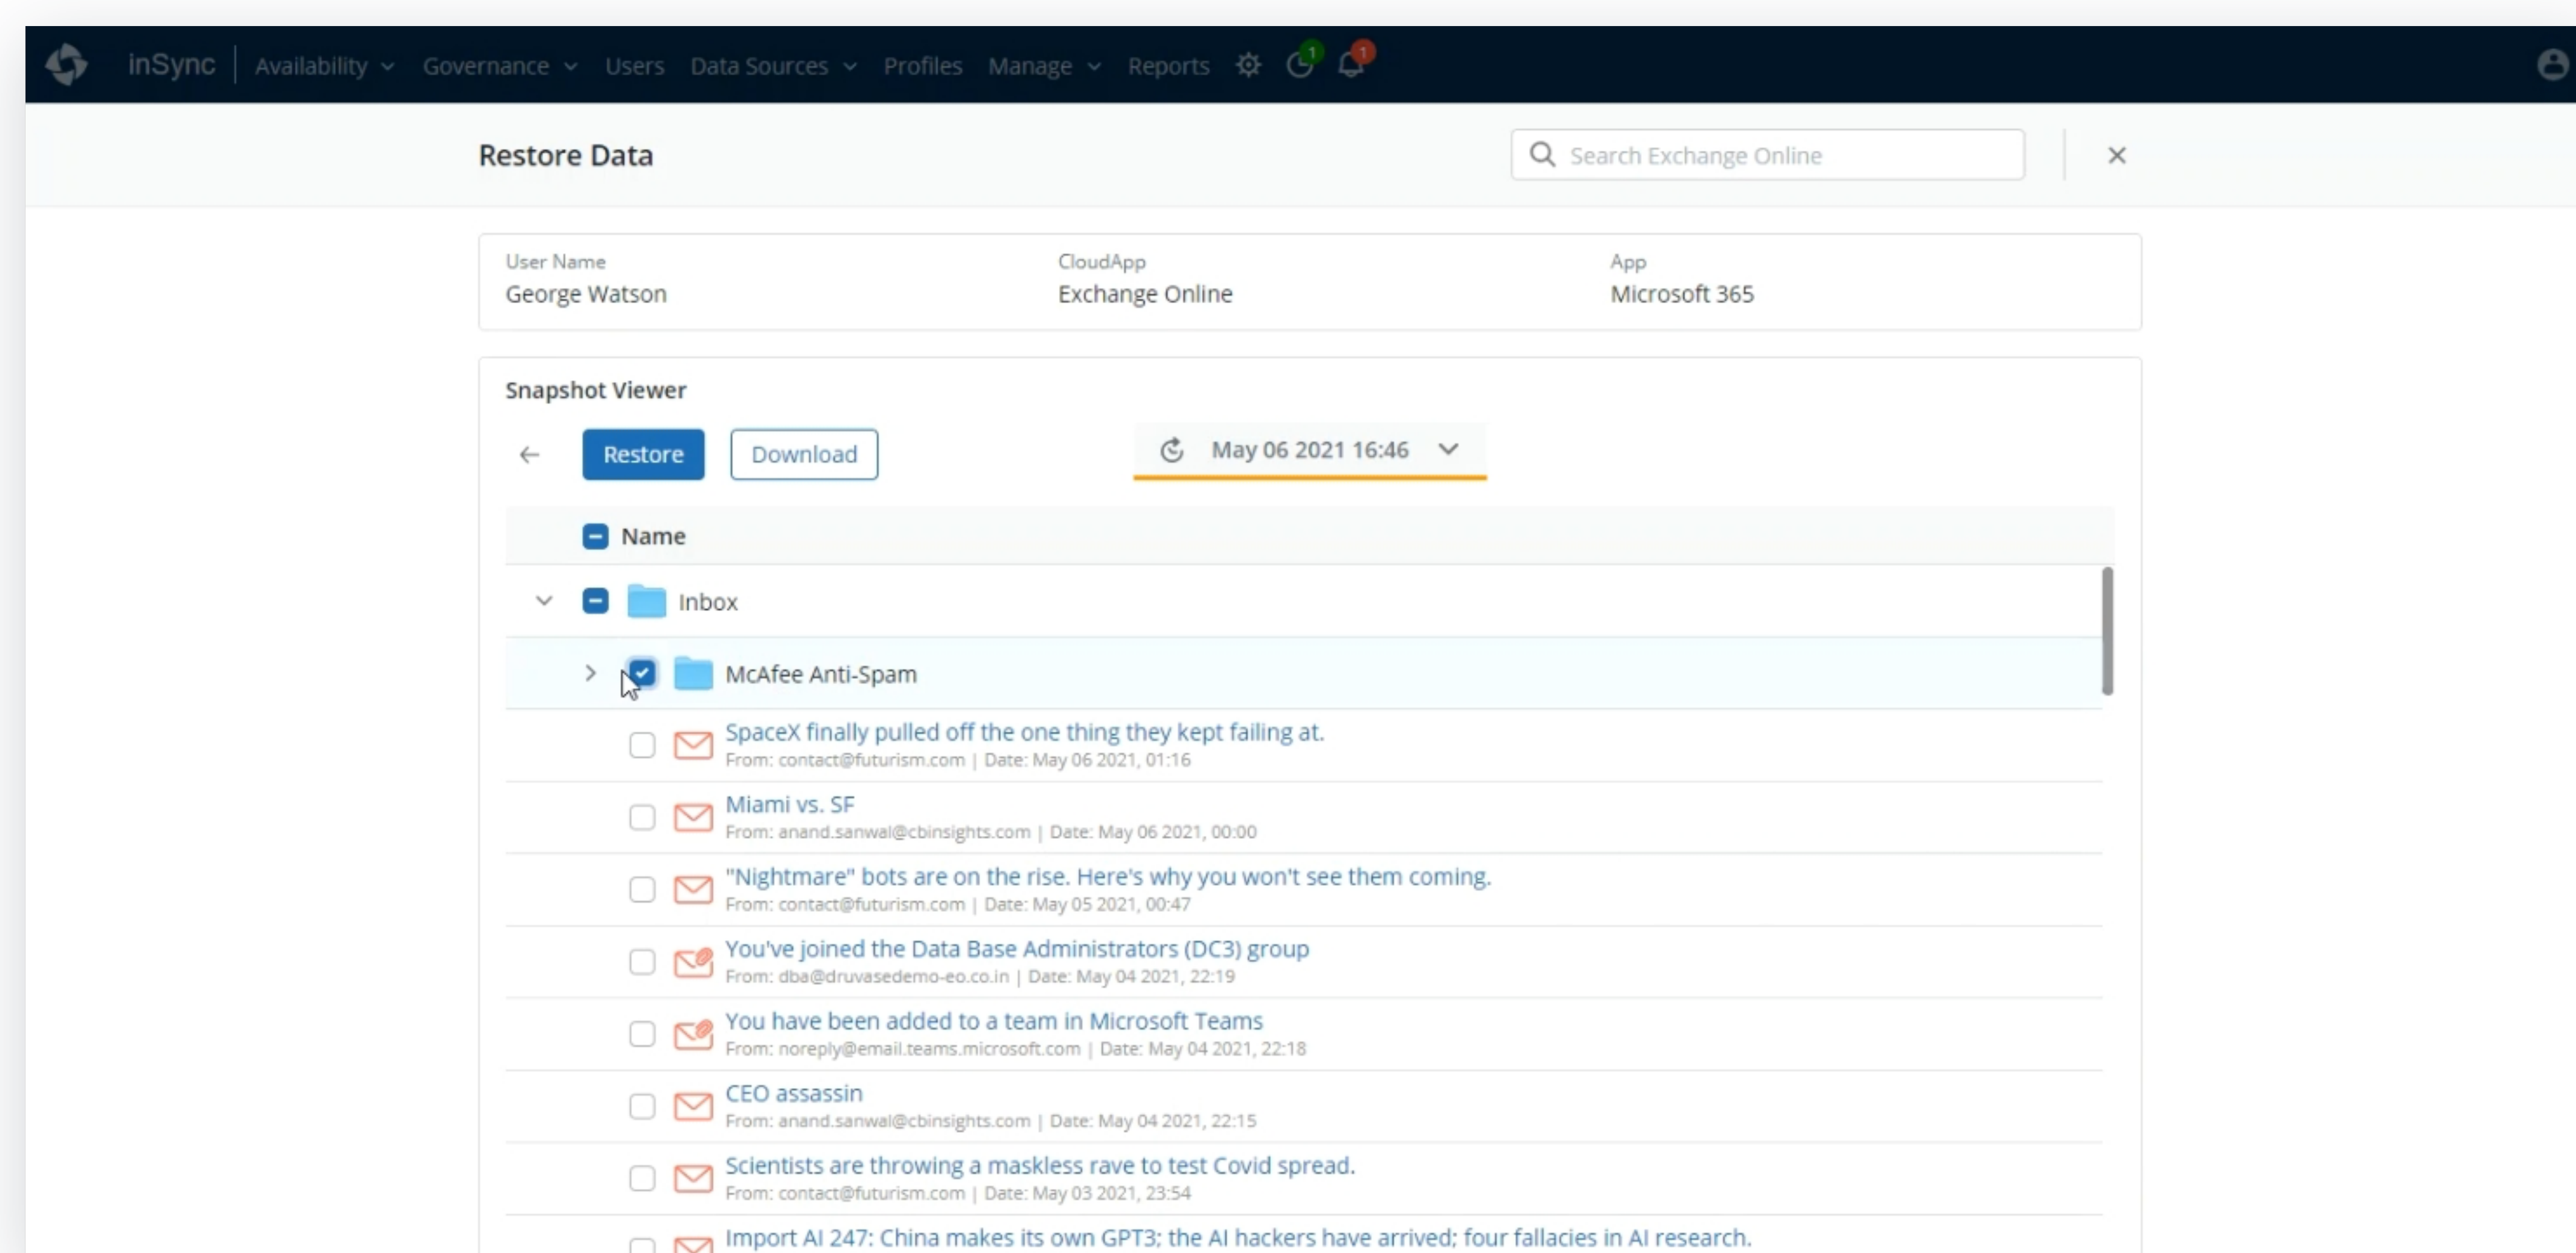 inSync Availability Governance Users Data Sources Profiles Manage Reports 1 1
Restore Data Search Exchange Online
User Name CloudApp App
George Watson Exchange Online Microsoft 365
Snapshot Viewer
Restore Download May 06 2021 16:46
Name
Inbox
McAfee Anti-Spam
SpaceX finally pulled off the one thing they kept failing at.
From: contact@futurism.com | Date: May 06 2021, 01:16
Miami vs. SF
From: anand.sanwal@cbinsights.com | Date: May 06 2021, 00:00
"Nightmare" bots are on the rise. Here's why you won't see them coming.
From: contact@futurism.com | Date: May 05 2021, 00:47
You've joined the Data Base Administrators (DC3) group
From: dba@druvasedemo-eo.co.in | Date: May 04 2021, 22:19
You have been added to a team in Microsoft Teams
From: noreply@email.teams.microsoft.com | Date: May 04 2021, 22:18
CEO assassin
From: anand.sanwal@cbinsights.com | Date: May 04 2021, 22:15
Scientists are throwing a maskless rave to test Covid spread.
From: contact@futurism.com | Date: May 03 2021, 23:54
Import AI 247: China makes its own GPT3; the AI hackers have arrived; four fallacies in AI research.